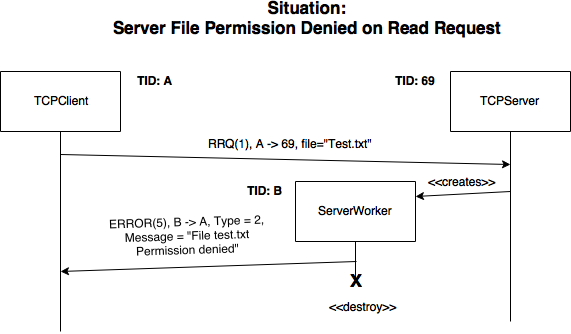 Situation:
Server File Permission Denied on Read Request
TID: A
TID: 69
TCPClient
TCPServer
RRQ(1), A -> 69, file="Test.txt"
<<creates>>
TID: B
ServerWorker
ERROR(5), B -> A, Type = 2,
Message = "File test.txt
Permission denied"
X
<<destroy>>